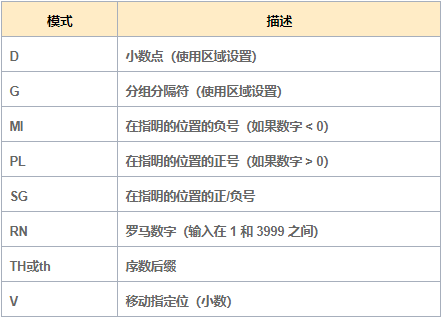 模式 描述
D 小数点（使用区域设置）
G 分组分隔符（使用区域设置）
MI 在指明的位置的负号（如果数字 < 0）
PL 在指明的位置的正号（如果数字 > 0）
SG 在指明的位置的正/负号
RN 罗马数字（输入在 1 和 3999 之间）
TH或th 序数后缀
V 移动指定位（小数）